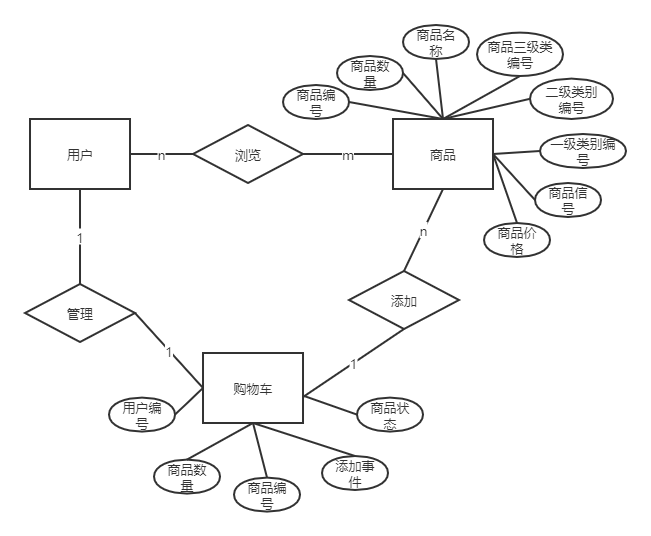 商品名
称
商品三级类
编号
商品数
量
二级类别
编号
商品编
号
用户
n
浏览
m
商品
一级类别编
号
商品信
号
商品价
格
1
n
管理
添加
1
1
购物车
用户编
号
商品状
态
商品数
量
添加事
件
商品编
号